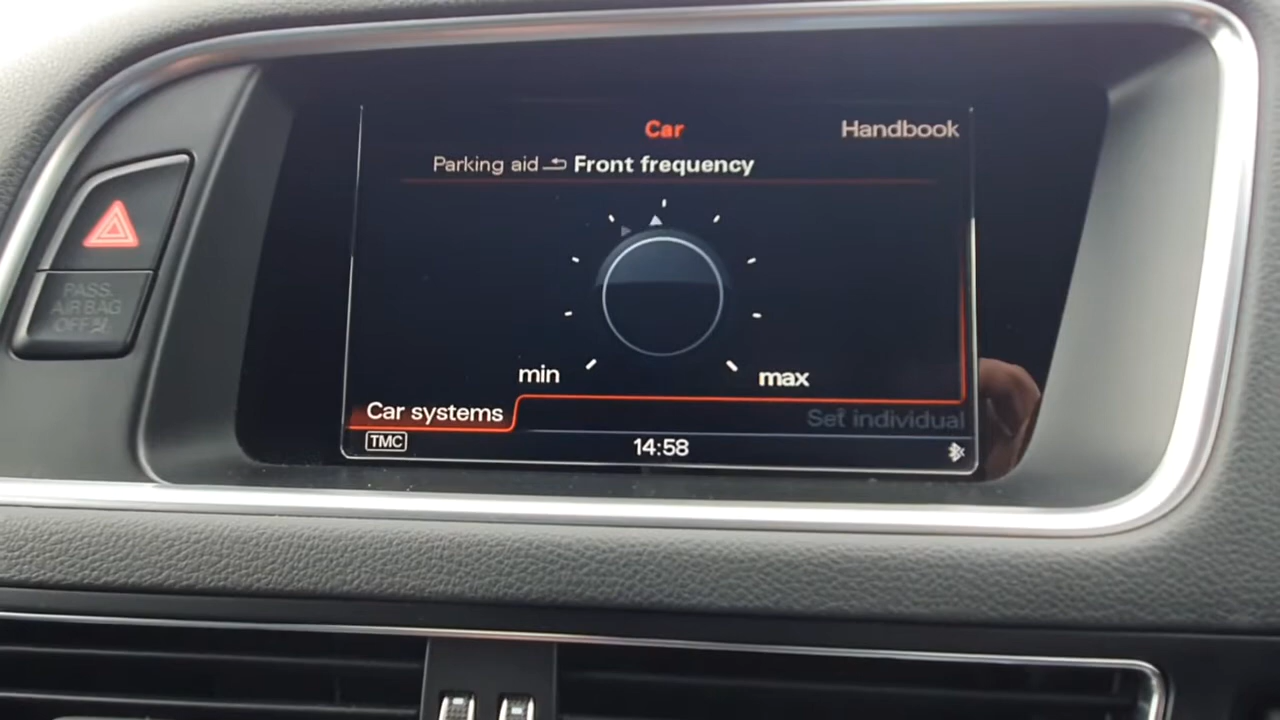 Car
Handbook
Parking aid Front frequency
min
max
Car systems
Set individual
TMC
14:58
PASS.
AIR BAG
OFF